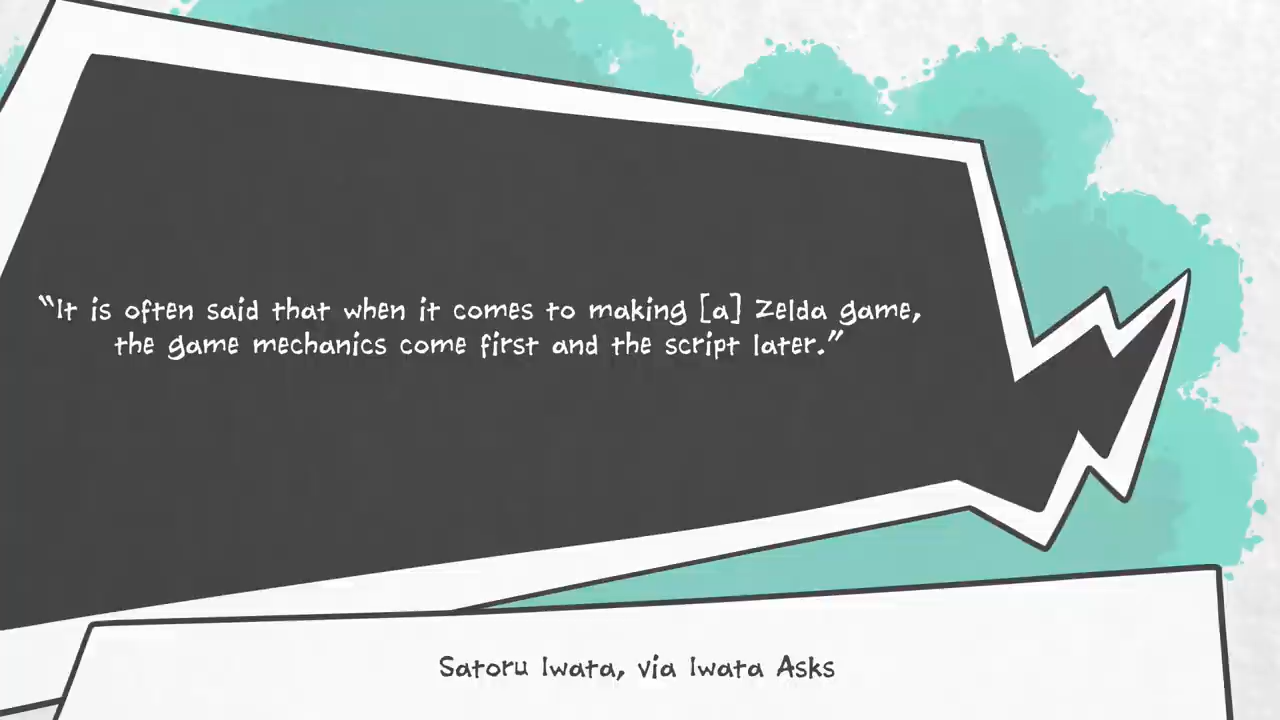 “It is often said that when it comes to making [a] Zelda game,
the game mechanics come first and the script later.”
Satoru Iwata, via Iwata Asks